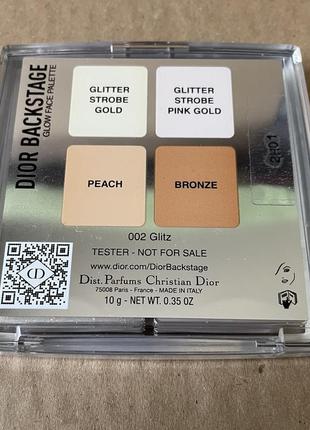 DIOR BACKSTAGE
GLOW FACE PALETTE
GLITTER
STROBE
GOLD
GLITTER
STROBE
PINK GOLD
PEACH
BRONZE
002 Glitz
TESTER - NOT FOR SALE
www.dior.com/DiorBackstage
Dist. Parfums Christian Dior
75008 Paris - France - MADE IN ITALY
10 g - NET WT. 0.35 OZ.